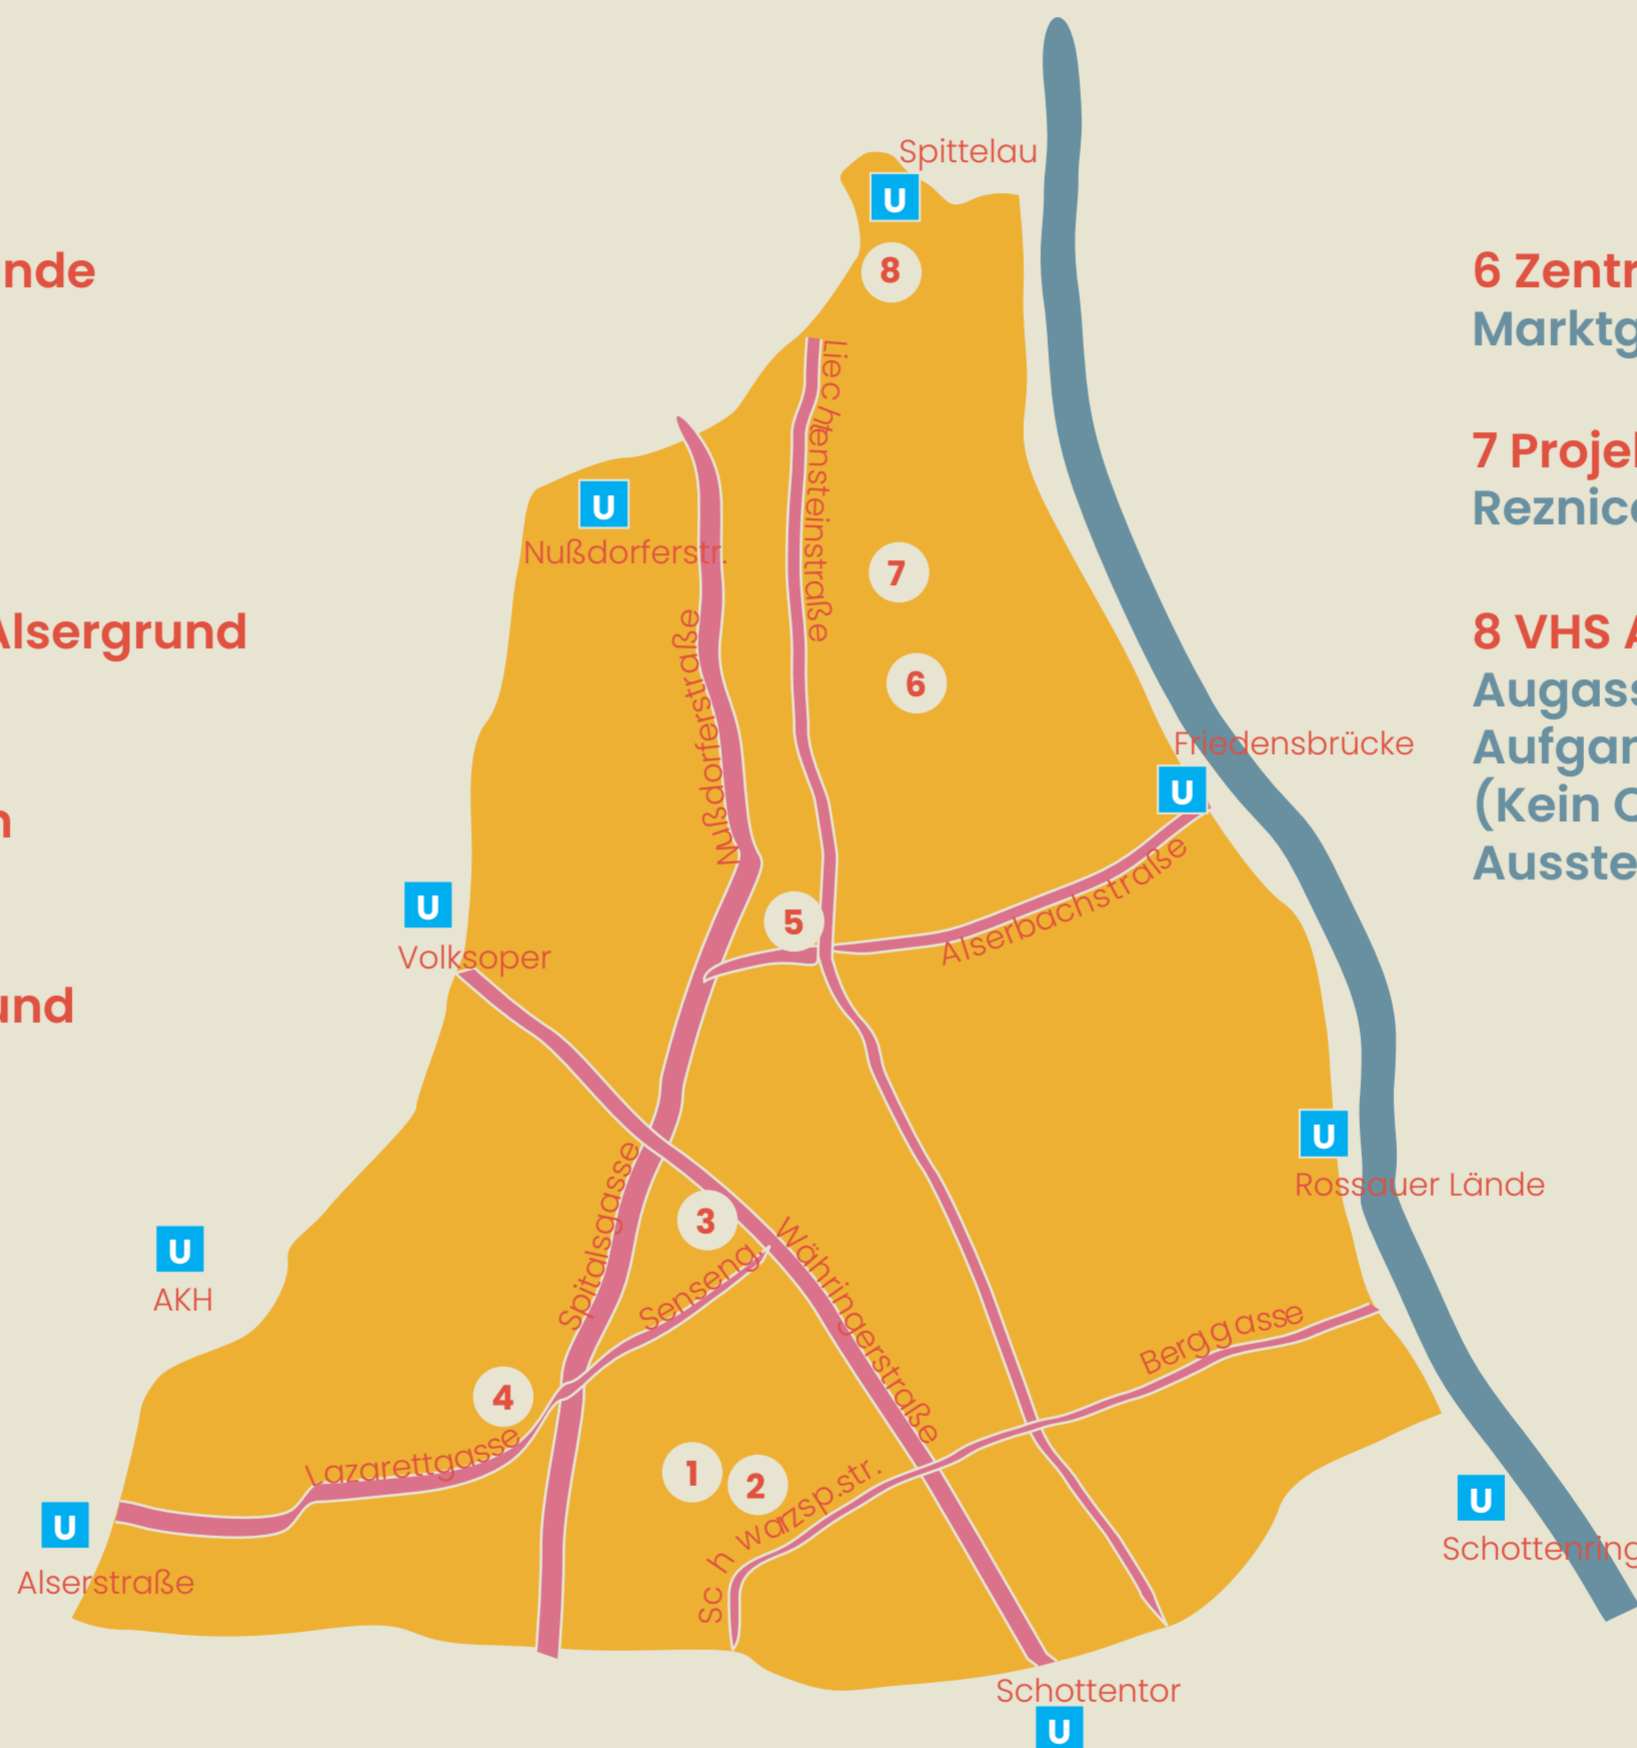 Spittelau
U
8
nde
6 Zentr
Marktg
Liechtensteinstraße
7 Projek
Reznice
U
Nußdorferstr.
7
Nußdorferstraße
6
Alsergrund
8 VHS A
Augass
Aufgan
(Kein O
Ausste
Friedensbrücke
U
n
U
Volksoper
5
Alserbachstraße
und
U
Rossauer Lände
Spitalsgasse
3
Senseng.
Währingerstraße
U
AKH
Berggasse
4
Lazarettgasse
1
2
Schwarzsp.str.
U
Alserstraße
U
Schottenring
Schottentor
U